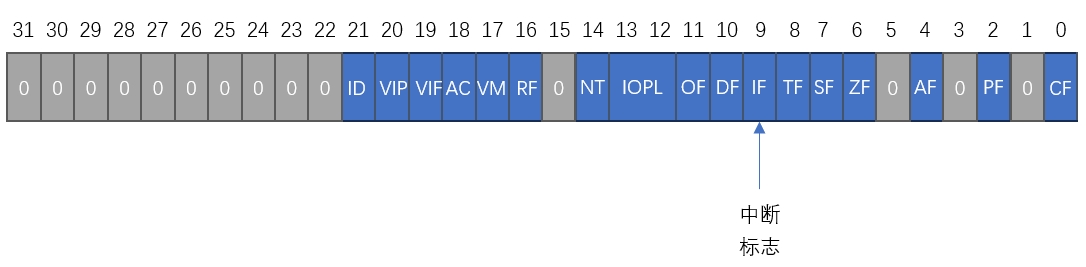 31 30 29 28 27 26 25 24 23 22 21 20 19 18 17 16 15 14 13 12 11 10 9 8 7 6 5 4 3 2 1 0
0 0 0 0 0 0 0 0 0 0 ID VIP VIF AC VM RF 0 NT IOPL OF DF IF TF SF ZF 0 AF 0 PF 0 CF
中断
标志